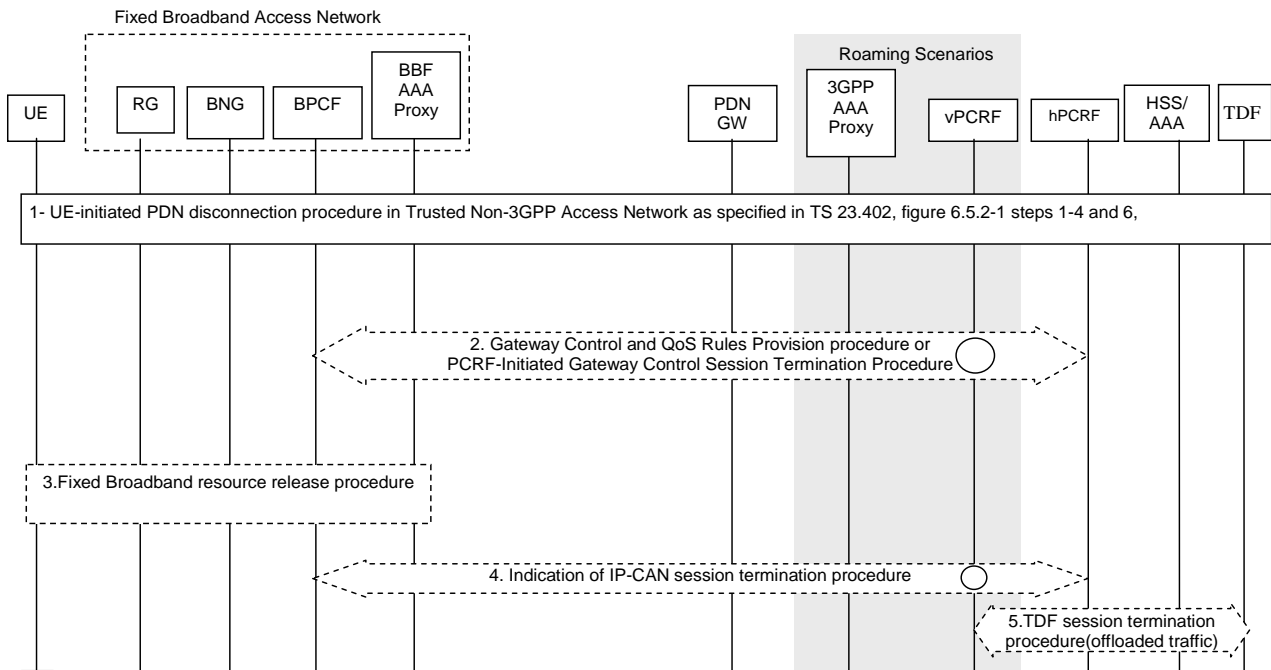 Fixed Broadband Access Network
Roaming Scenarios
UE
RG
BNG
BPCF
BBF
AAA
Proxy
PDN
GW
3GPP
AAA
Proxy
vPCRF
hPCRF
HSS/
AAA
TDF
1- UE-initiated PDN disconnection procedure in Trusted Non-3GPP Access Network as specified in TS 23.402, figure 6.5.2-1 steps 1-4 and 6,
2. Gateway Control and QoS Rules Provision procedure or
PCRF-Initiated Gateway Control Session Termination Procedure
3.Fixed Broadband resource release procedure
4. Indication of IP-CAN session termination procedure
5.TDF session termination
procedure(offloaded traffic)